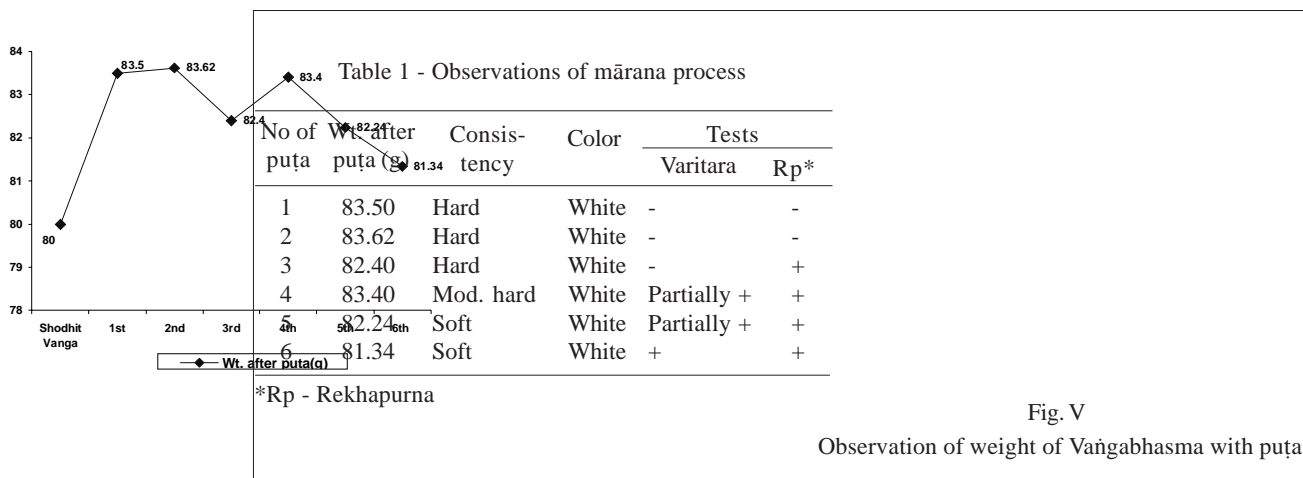 84
83
82
81
80
79
78
83.5
83.62
82.4
83.4
82.24
81.34
80
Shodhit Vanga 1st 2nd 3rd 4th 5th 6th
Wt. after puta(g)
Table 1 - Observations of mārana process
No of Wt. after Consis- Color Tests
puṭa puṭa (g) tency Varitara Rp*
1 83.50 Hard White - -
2 83.62 Hard White - -
3 82.40 Hard White - +
4 83.40 Mod. hard White Partially + +
5 82.24 Soft White Partially + +
6 81.34 Soft White + +
*Rp - Rekhapurna
Fig. V
Observation of weight of Vaṅgabhasma with puṭa